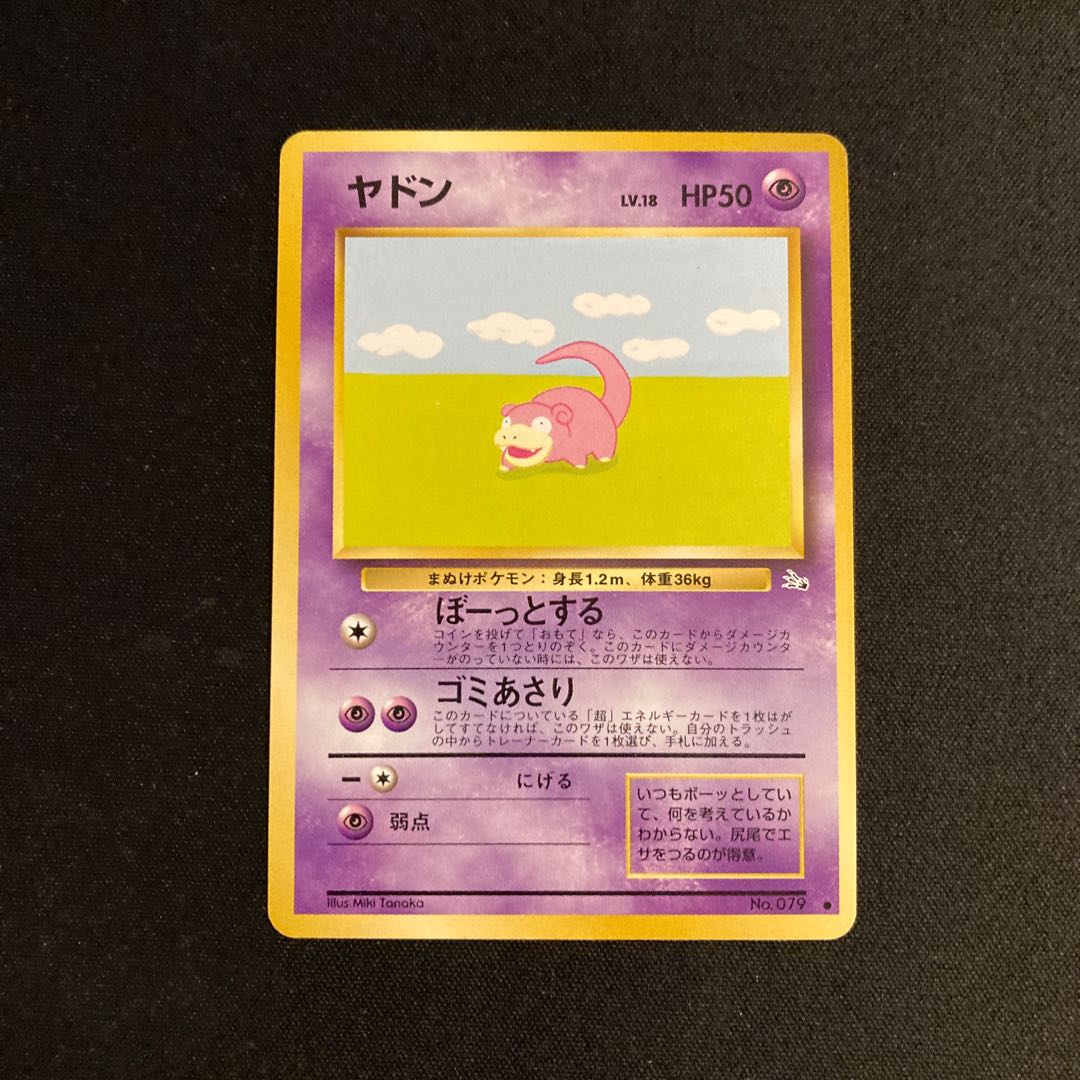 ヤドン LV.18 HP50
まぬけポケモン：身長1.2m、体重36kg
ぼーっとする
コインを投げて「おもて」なら、このカードからダメージカ
ウンターを1つとりのぞく。このカードにダメージカウンタ
ーがのっていない時には、このワザは使えない。
ゴミあさり
このカードについている「超」エネルギーカードを1枚はが
してすてなければ、このワザは使えない。自分のトラッシュ
の中からトレーナーカードを1枚選び、手札に加える。
にげる
弱点
いつもボーッとしてい
て、何を考えているか
わからない。尻尾でエ
サをつるのが得意。
Illus.Miki Tanaka
No.079